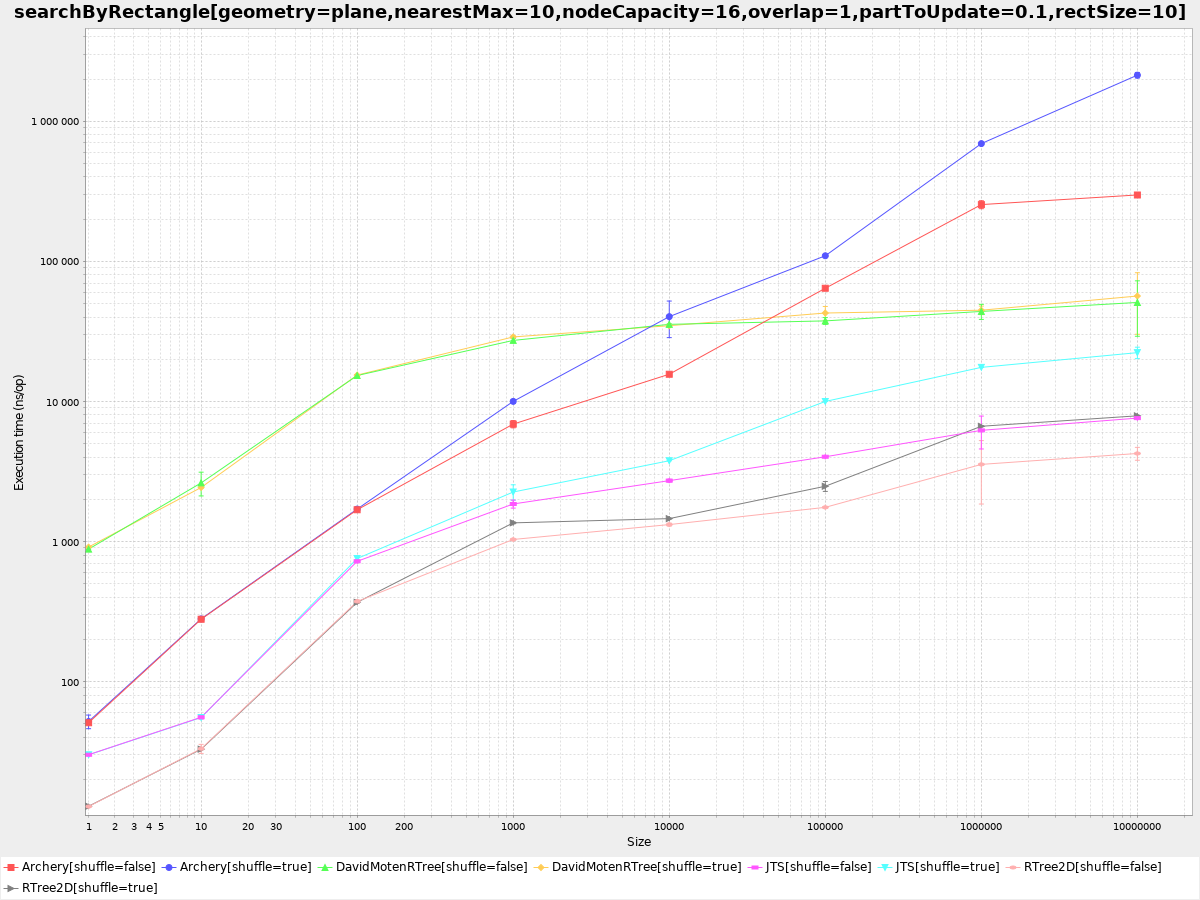 searchByRectangle[geometry=plane,nearestMax=10,nodeCapacity=16,overlap=1,partToUpdate=0.1,rectSize=10]
Execution time (ns/op)
1 000 000
100 000
10 000
1 000
100
1 2 3 4 5 10 20 30 100 200 1000 10000 100000 1000000 10000000
Size
Archery[shuffle=false] Archery[shuffle=true] DavidMotenRTree[shuffle=false] DavidMotenRTree[shuffle=true] JTS[shuffle=false] JTS[shuffle=true] RTree2D[shuffle=false]
RTree2D[shuffle=true]